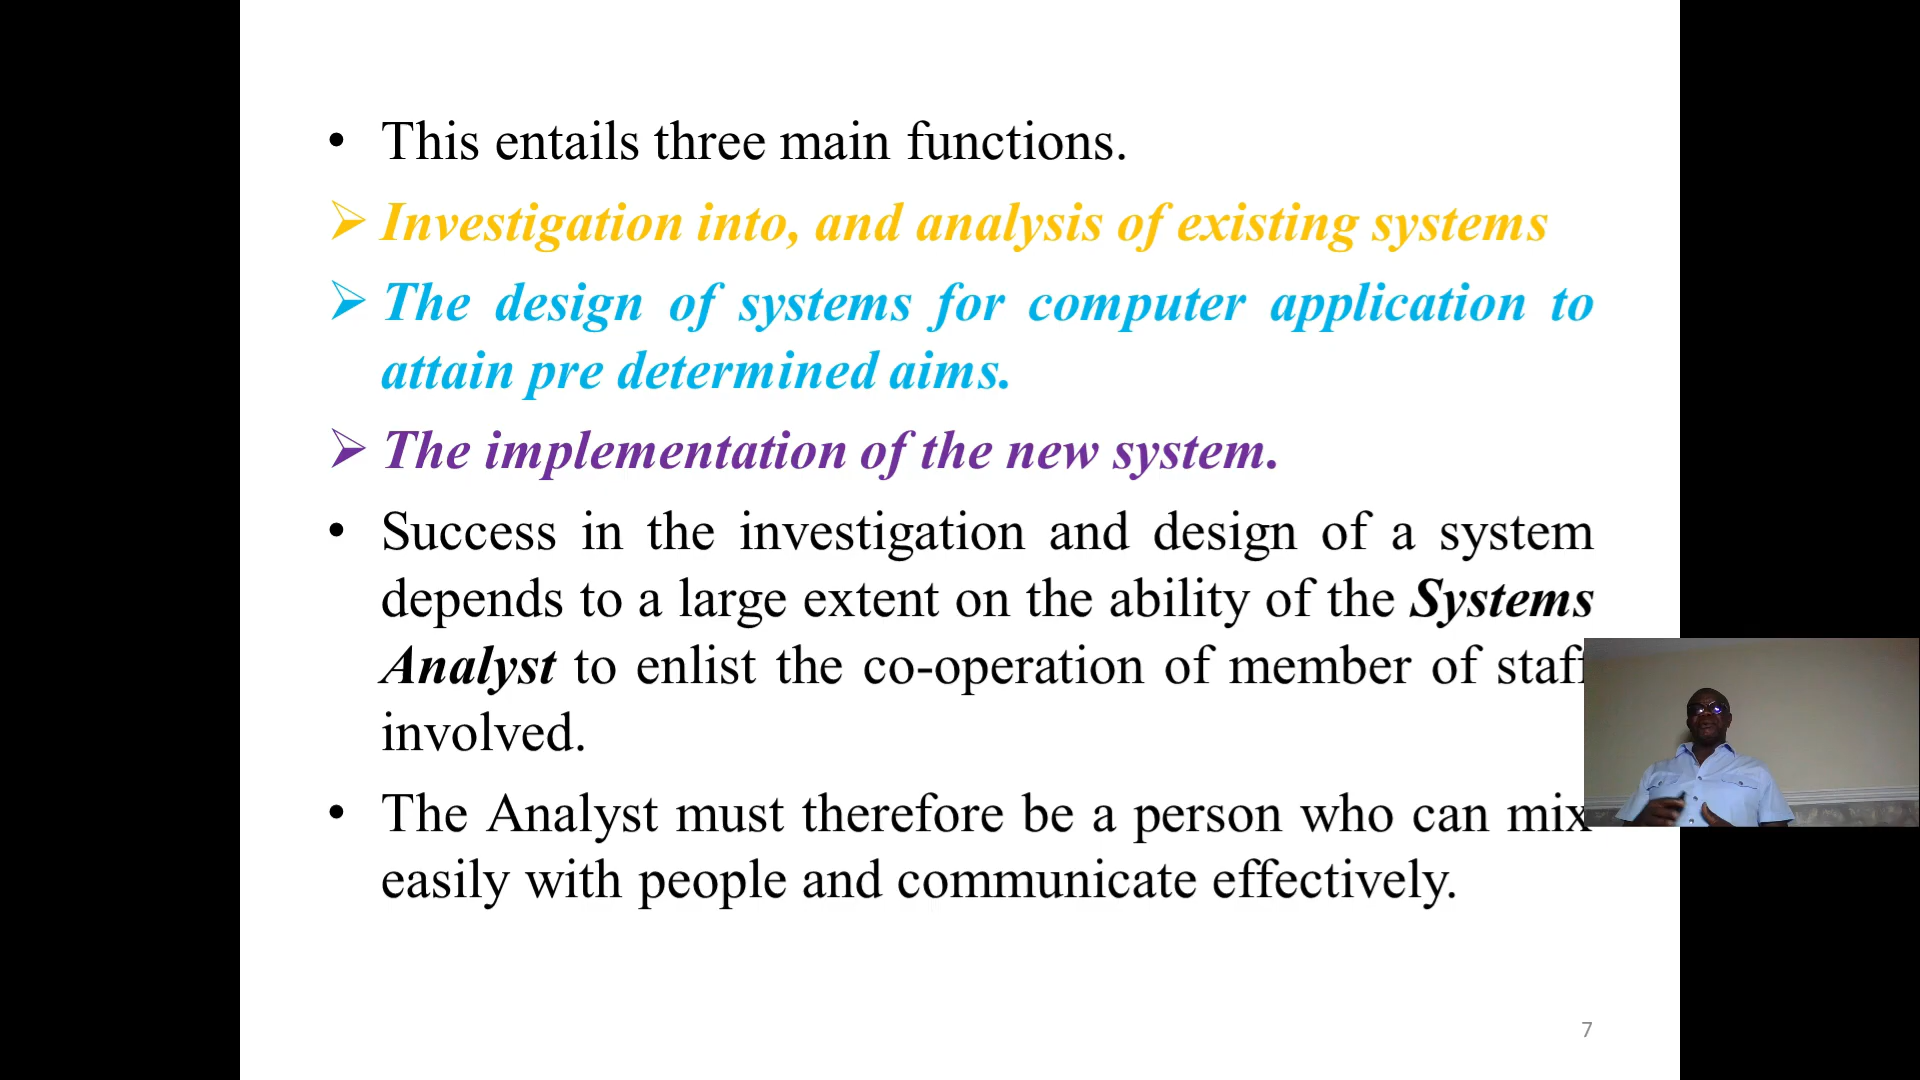 • This entails three main functions.
➢ Investigation into, and analysis of existing systems
➢ The design of systems for computer application to
attain pre determined aims.
➢ The implementation of the new system.
• Success in the investigation and design of a system
depends to a large extent on the ability of the Systems
Analyst to enlist the co-operation of member of staff
involved.
• The Analyst must therefore be a person who can mix
easily with people and communicate effectively.
7